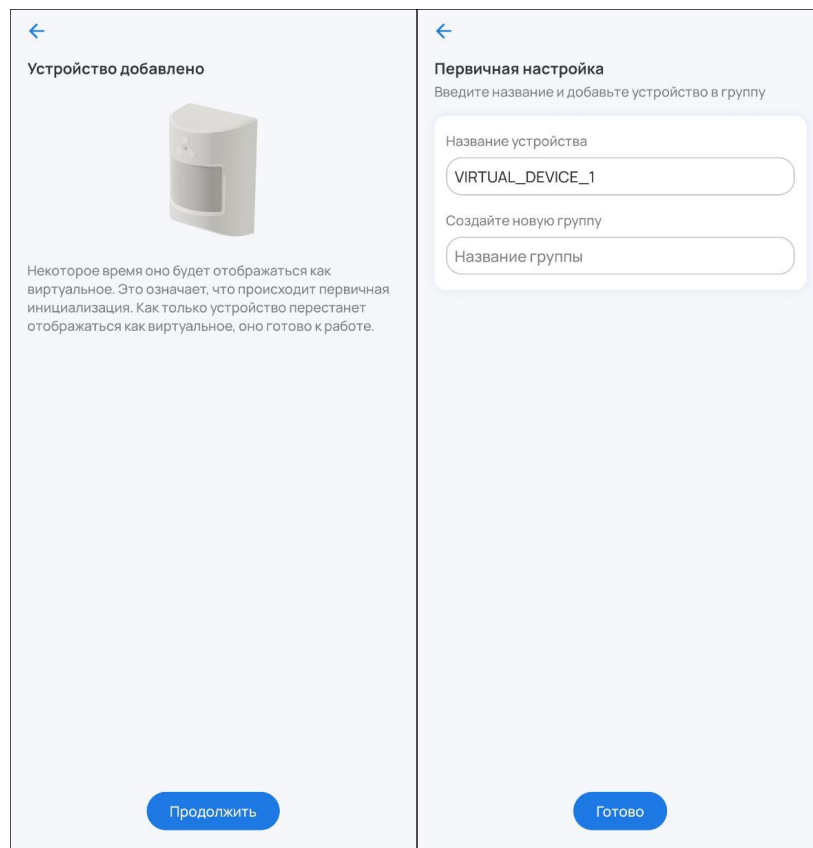 Устройство добавлено
Некоторое время оно будет отображаться как
виртуальное. Это означает, что происходит первичная
инициализация. Как только устройство перестанет
отображаться как виртуальное, оно готово к работе.
Продолжить
Первичная настройка
Введите название и добавьте устройство в группу
Название устройства
VIRTUAL_DEVICE_1
Создайте новую группу
Название группы
Готово